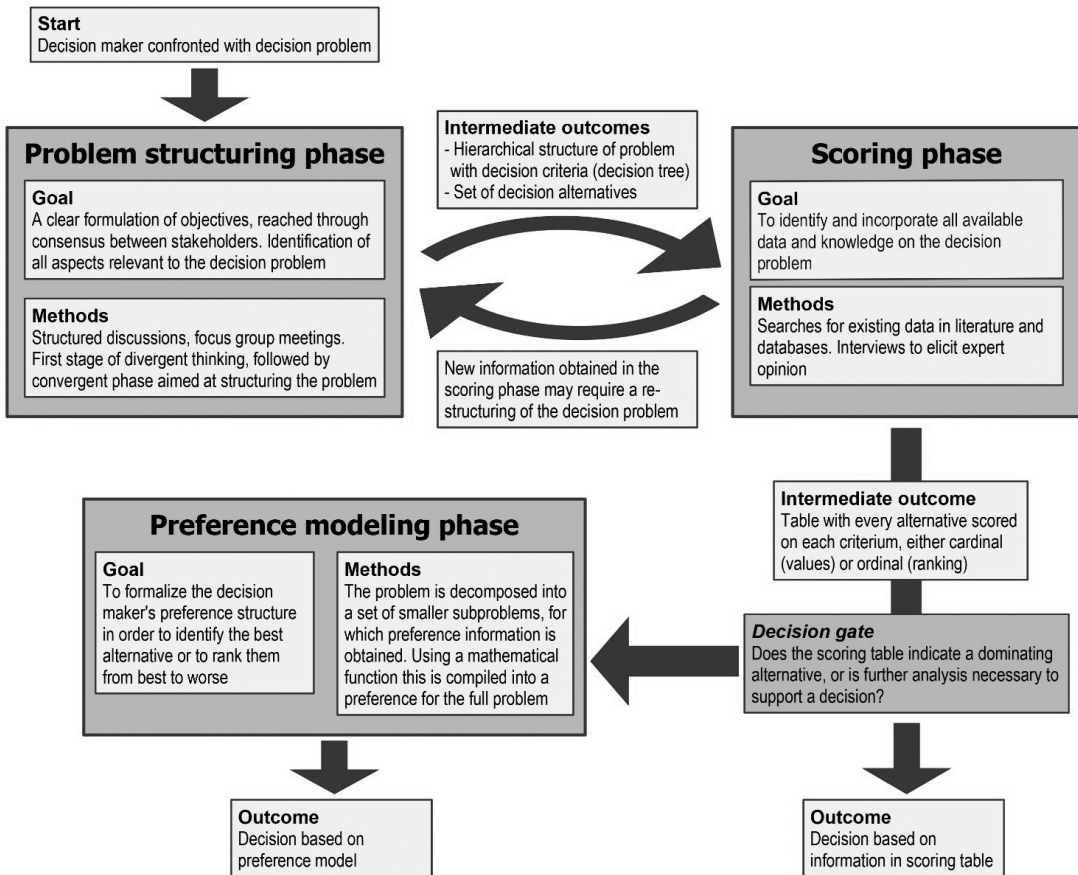 Start
Decision maker confronted with decision problem
Problem structuring phase
Goal
A clear formulation of objectives, reached through
consensus between stakeholders. Identification of
all aspects relevant to the decision problem
Methods
Structured discussions, focus group meetings.
First stage of divergent thinking, followed by
convergent phase aimed at structuring the problem
Intermediate outcomes
- Hierarchical structure of problem
with decision criteria (decision tree)
- Set of decision alternatives
New information obtained in the
scoring phase may require a re-
structuring of the decision problem
Scoring phase
Goal
To identify and incorporate all available
data and knowledge on the decision
problem
Methods
Searches for existing data in literature and
databases. Interviews to elicit expert
opinion
Intermediate outcome
Table with every alternative scored
on each criterium, either cardinal
(values) or ordinal (ranking)
Decision gate
Does the scoring table indicate a dominating
alternative, or is further analysis necessary to
support a decision?
Preference modeling phase
Goal
To formalize the decision
maker's preference structure
in order to identify the best
alternative or to rank them
from best to worse
Methods
The problem is decomposed into
a set of smaller subproblems, for
which preference information is
obtained. Using a mathematical
function this is compiled into a
preference for the full problem
Outcome
Decision based on
preference model
Outcome
Decision based on
information in scoring table